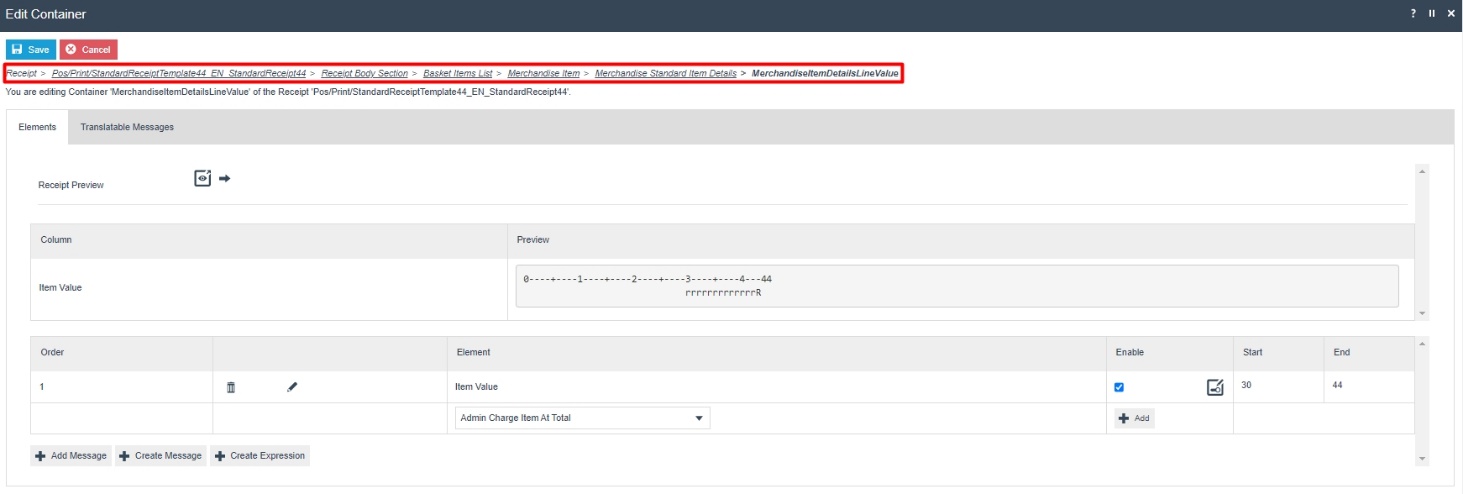 Edit Container
? II ×
Save Cancel
Receipt > Pos/Print/StandardReceiptTemplate44_EN_StandardReceipt44 > Receipt Body Section > Basket Items List > Merchandise Item > Merchandise Standard Item Details > MerchandiseItemDetailsLineValue
You are editing Container 'MerchandiseItemDetailsLineValue' of the Receipt 'Pos/Print/StandardReceiptTemplate44_EN_StandardReceipt44'.
Elements Translatable Messages
Receipt Preview
Column Preview
0----+----1----+----2----+----3----+----4---44
Item Value
rrrrrrrrrrrrrR
Order Element Enable Start End
1 Item Value 30 44
Admin Charge Item At Total Add
Add Message Create Message Create Expression